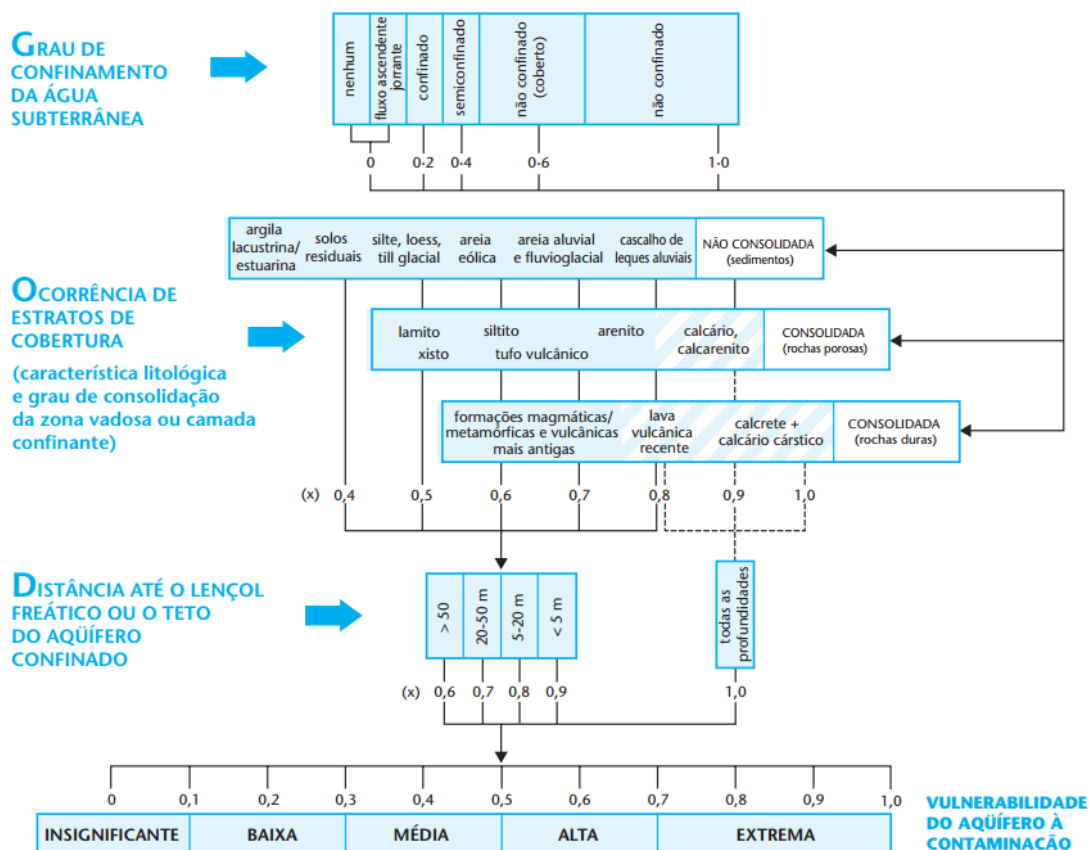 GRAU DE
CONFINAMENTO
DA ÁGUA
SUBTERRÂNEA
nenhum
fluxo ascendente
jorrante
confinado
semiconfinado
não confinado
(coberto)
não confinado
0
0·2
0·4
0·6
1·0
argila
lacustrina/
estuarina
solos
residuais
silte, loess,
till glacial
areia
eólica
areia aluvial
e fluvioglacial
cascalho de
leques aluviais
NÃO CONSOLIDADA
(sedimentos)
OCORRÊNCIA DE
ESTRATOS DE
COBERTURA
(característica litológica
e grau de consolidação
da zona vadosa ou camada
confinante)
lamito
xisto
siltito
tufo vulcânico
arenito
calcário,
calcarenito
CONSOLIDADA
(rochas porosas)
formações magmáticas/
metamórficas e vulcânicas
mais antigas
lava
vulcânica
recente
calcrete +
calcário cárstico
CONSOLIDADA
(rochas duras)
(x) 0,4 0,5 0,6 0,7 0,8 0,9 1,0
DISTÂNCIA ATÉ O LENÇOL
FREÁTICO OU O TETO
DO AQÜÍFERO
CONFINADO
> 50
20-50 m
5-20 m
< 5 m
todas as
profundidades
(x) 0,6 0,7 0,8 0,9 1,0
0 0,1 0,2 0,3 0,4 0,5 0,6 0,7 0,8 0,9 1,0
INSIGNIFICANTE BAIXA MÉDIA ALTA EXTREMA
VULNERABILIDADE
DO AQÜÍFERO À
CONTAMINAÇÃO